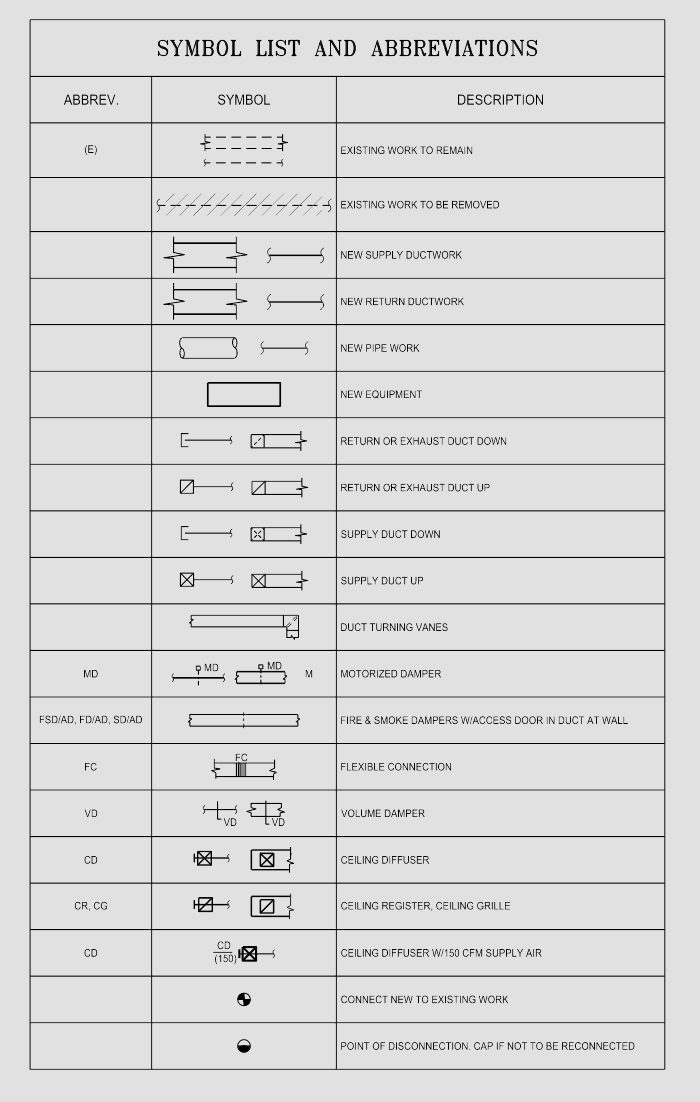 SYMBOL LIST AND ABBREVIATIONS
ABBREV. SYMBOL DESCRIPTION
(E) EXISTING WORK TO REMAIN
EXISTING WORK TO BE REMOVED
NEW SUPPLY DUCTWORK
NEW RETURN DUCTWORK
NEW PIPE WORK
NEW EQUIPMENT
RETURN OR EXHAUST DUCT DOWN
RETURN OR EXHAUST DUCT UP
SUPPLY DUCT DOWN
SUPPLY DUCT UP
DUCT TURNING VANES
MD MD MD M MOTORIZED DAMPER
FSD/AD, FD/AD, SD/AD FIRE & SMOKE DAMPERS W/ACCESS DOOR IN DUCT AT WALL
FC FC FLEXIBLE CONNECTION
VD VD VD VOLUME DAMPER
CD CEILING DIFFUSER
CR, CG CEILING REGISTER, CEILING GRILLE
CD CD (150) CEILING DIFFUSER W/150 CFM SUPPLY AIR
CONNECT NEW TO EXISTING WORK
POINT OF DISCONNECTION. CAP IF NOT TO BE RECONNECTED